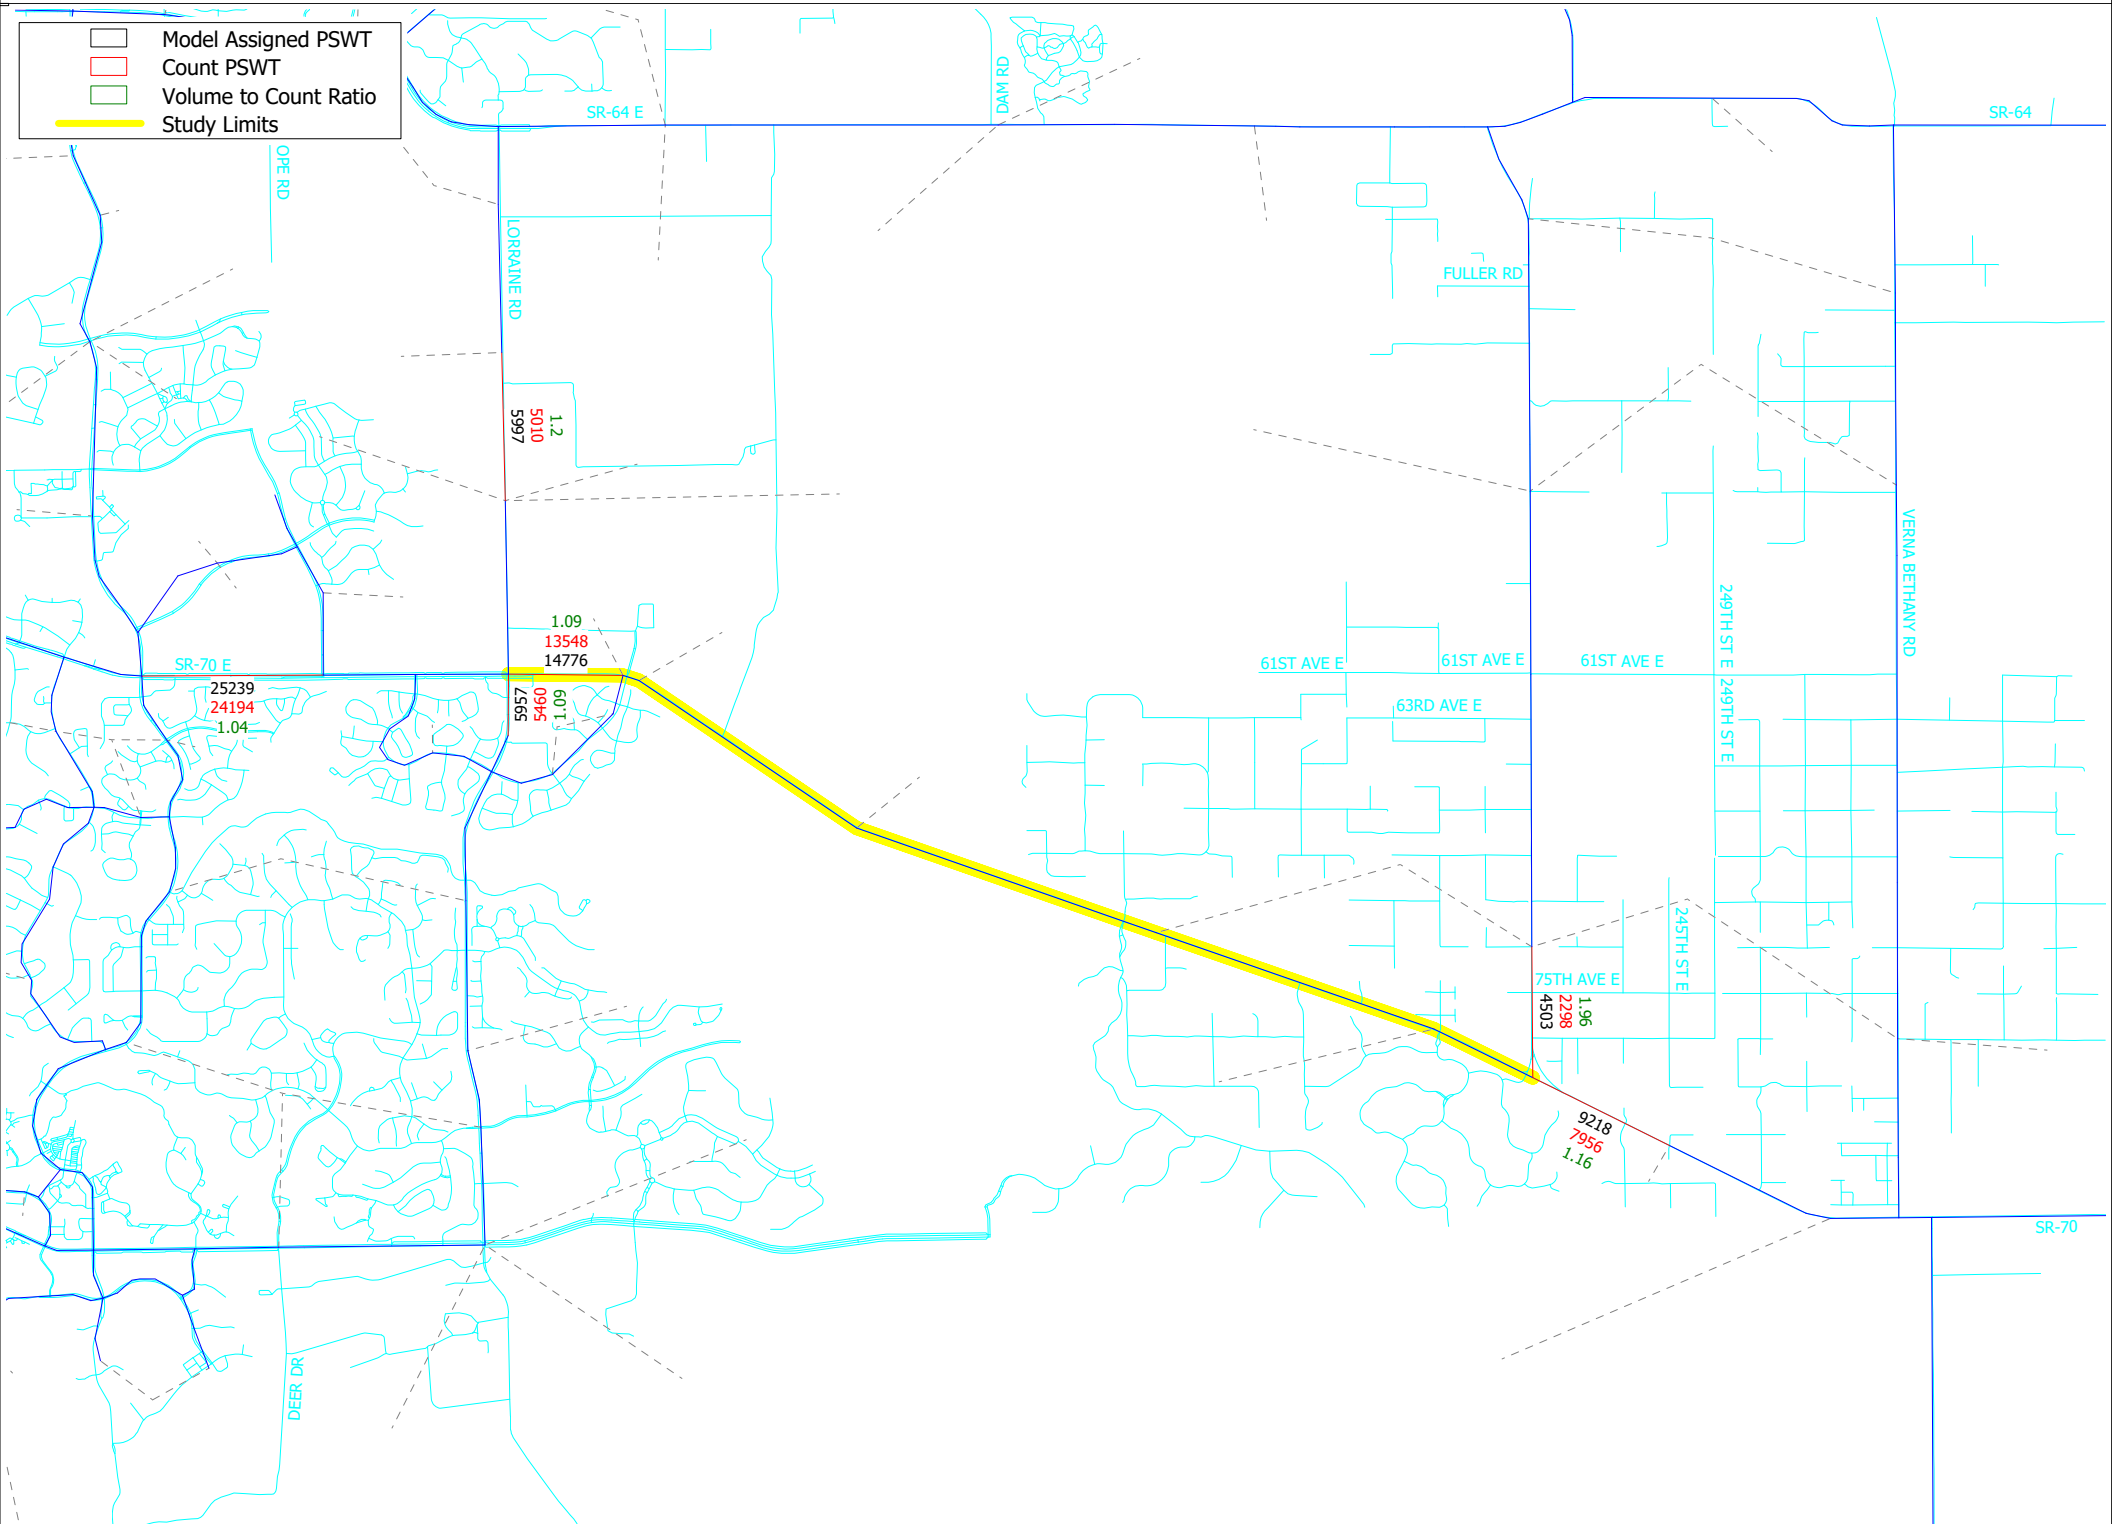 Model Assigned PSWT
Count PSWT
Volume to Count Ratio
Study Limits
SR-64 E
DAM RD
SR-64
OPE RD
LORRAINE RD
FULLER RD
1.2
5010
5997
VERNA BETHANY RD
249TH ST E
1.09
13548
14776
SR-70 E
25239
24194
1.04
1.09
5460
7565
61ST AVE E
61ST AVE E
61ST AVE E
63RD AVE E
249TH ST E
245TH ST E
75TH AVE E
1.96
2298
4503
9218
7956
1.16
SR-70
DEER DR